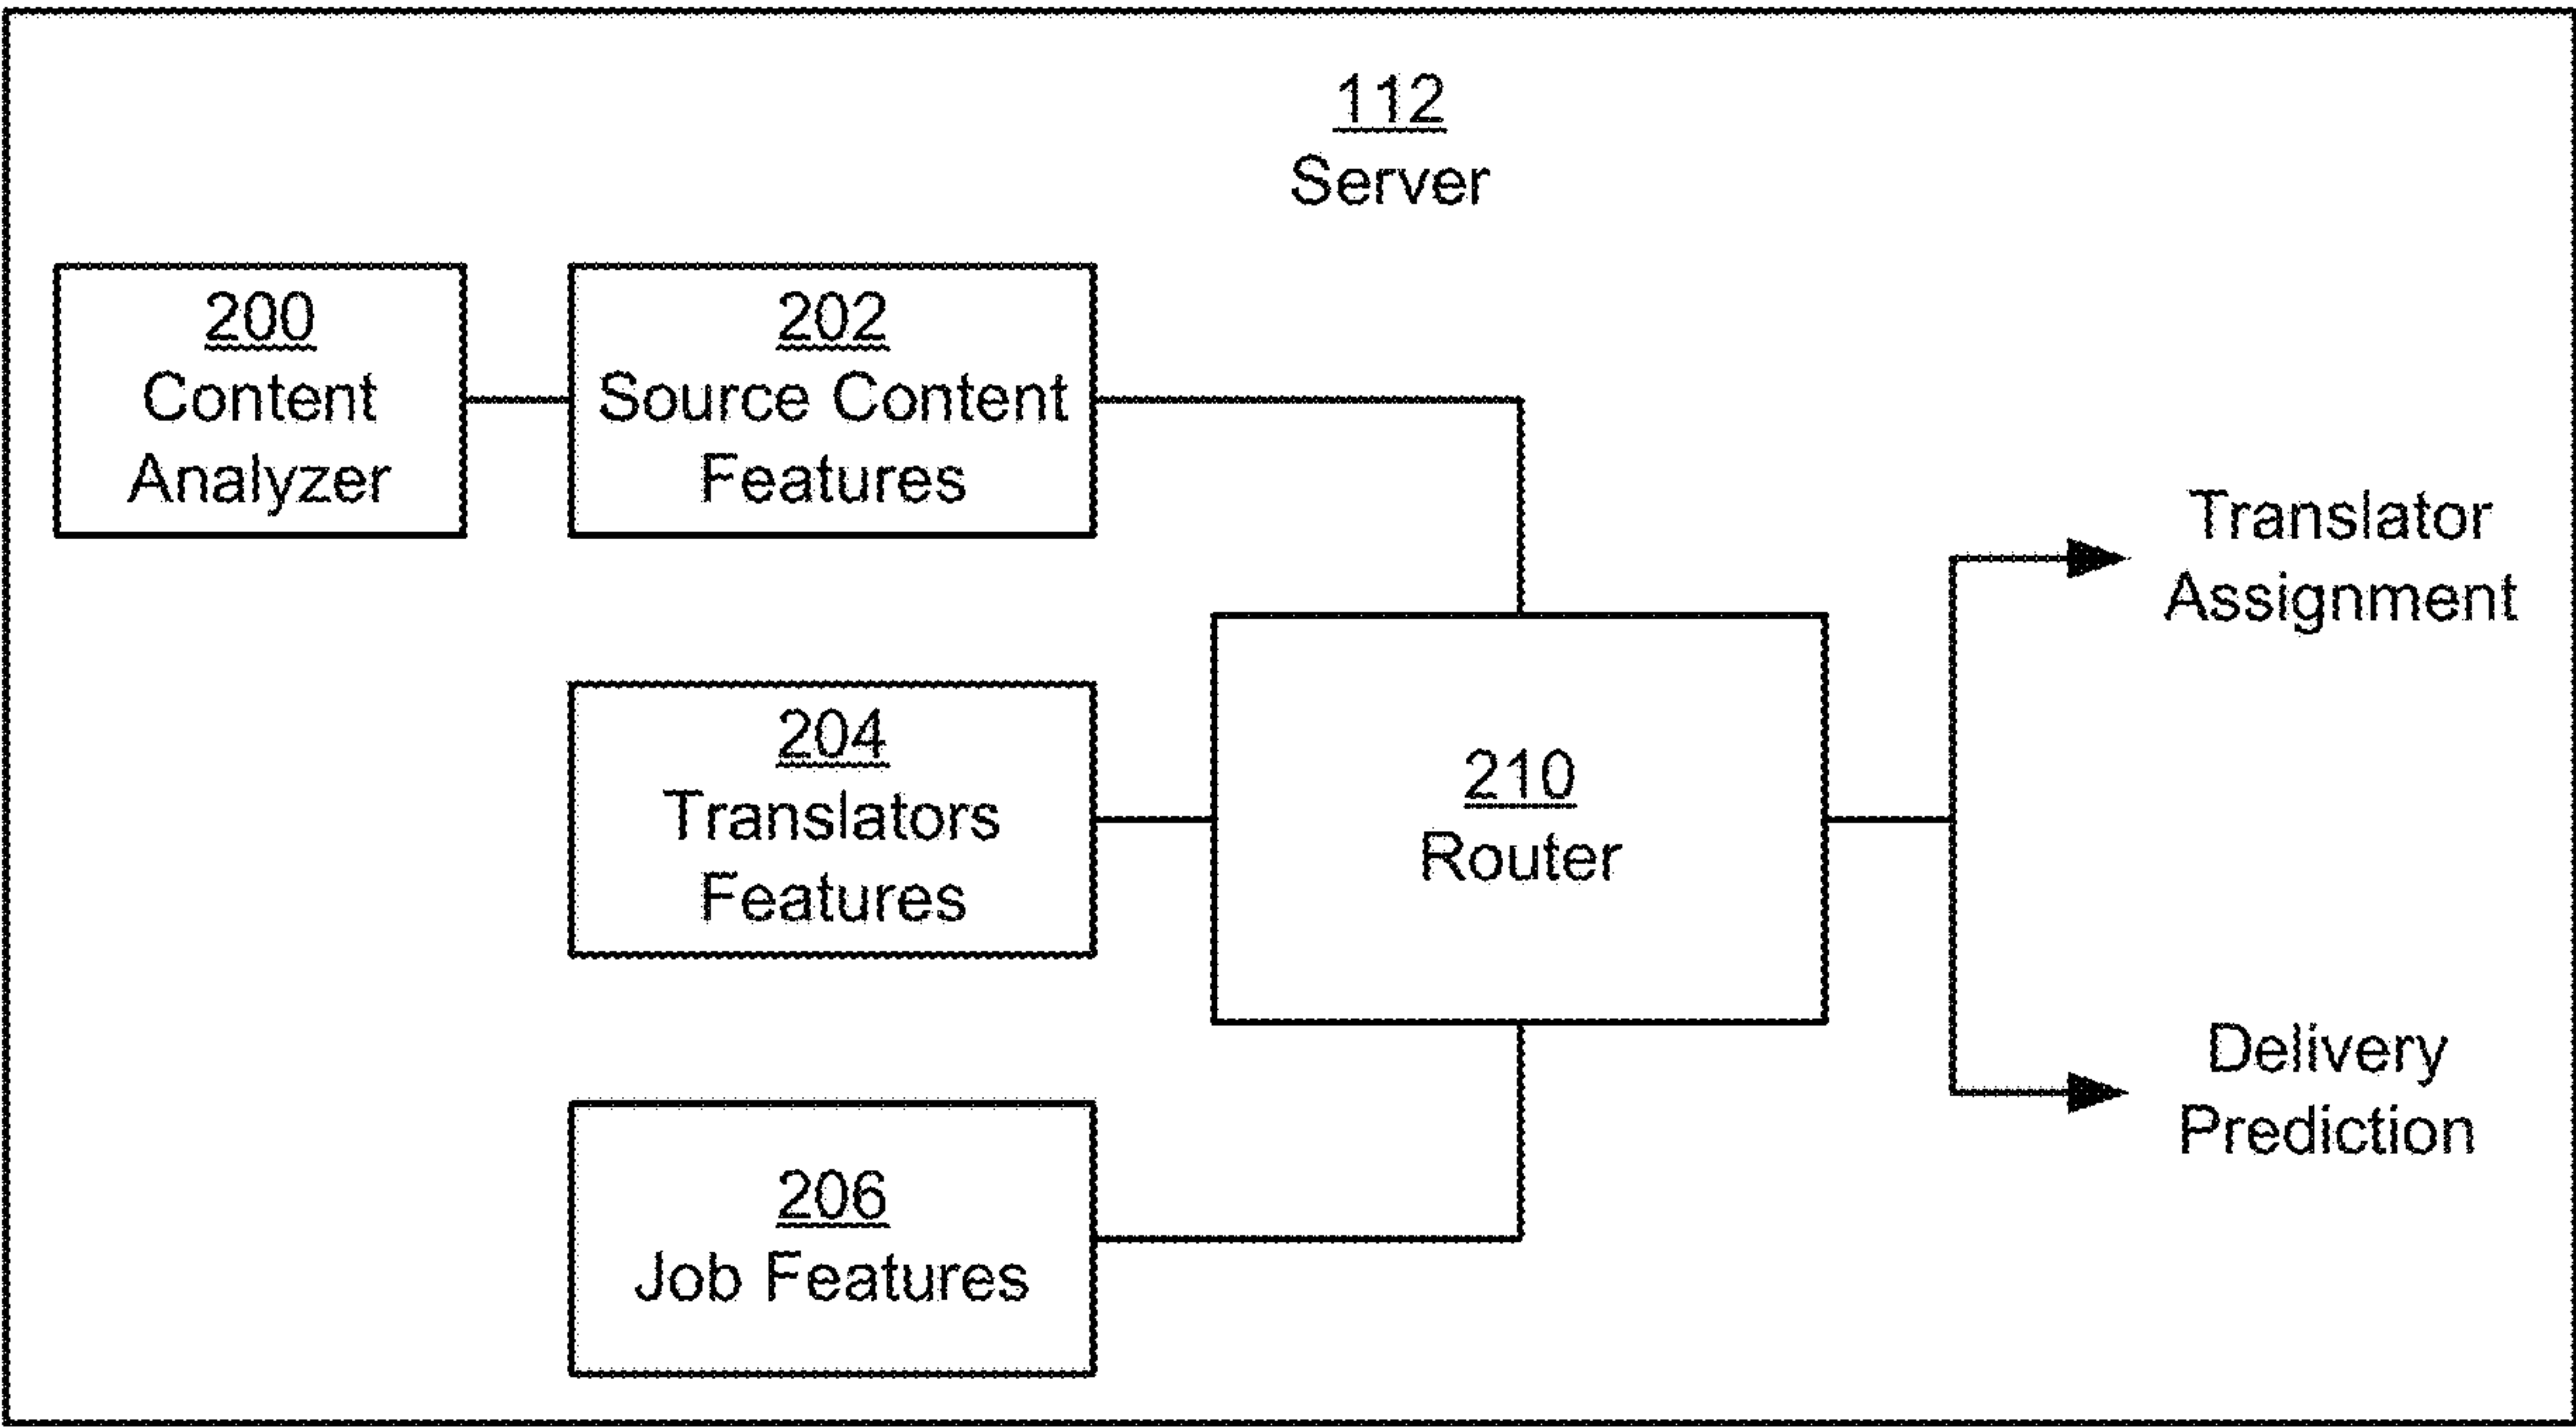 112
Server
200
Content
Analyzer
202
Source Content
Features
204
Translators
Features
206
Job Features
210
Router
Translator
Assignment
Delivery
Prediction